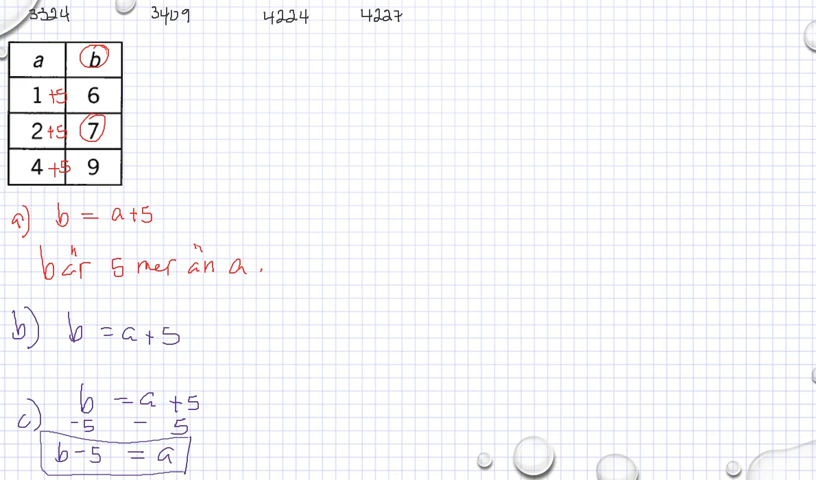 3324 3409 4224 4227
a b
1 +5 6
2 +5 7
4 +5 9
a) b = a+5
b är 5 mer än a.
b) b = a + 5
c) b = a + 5
-5 - 5
b - 5 = a